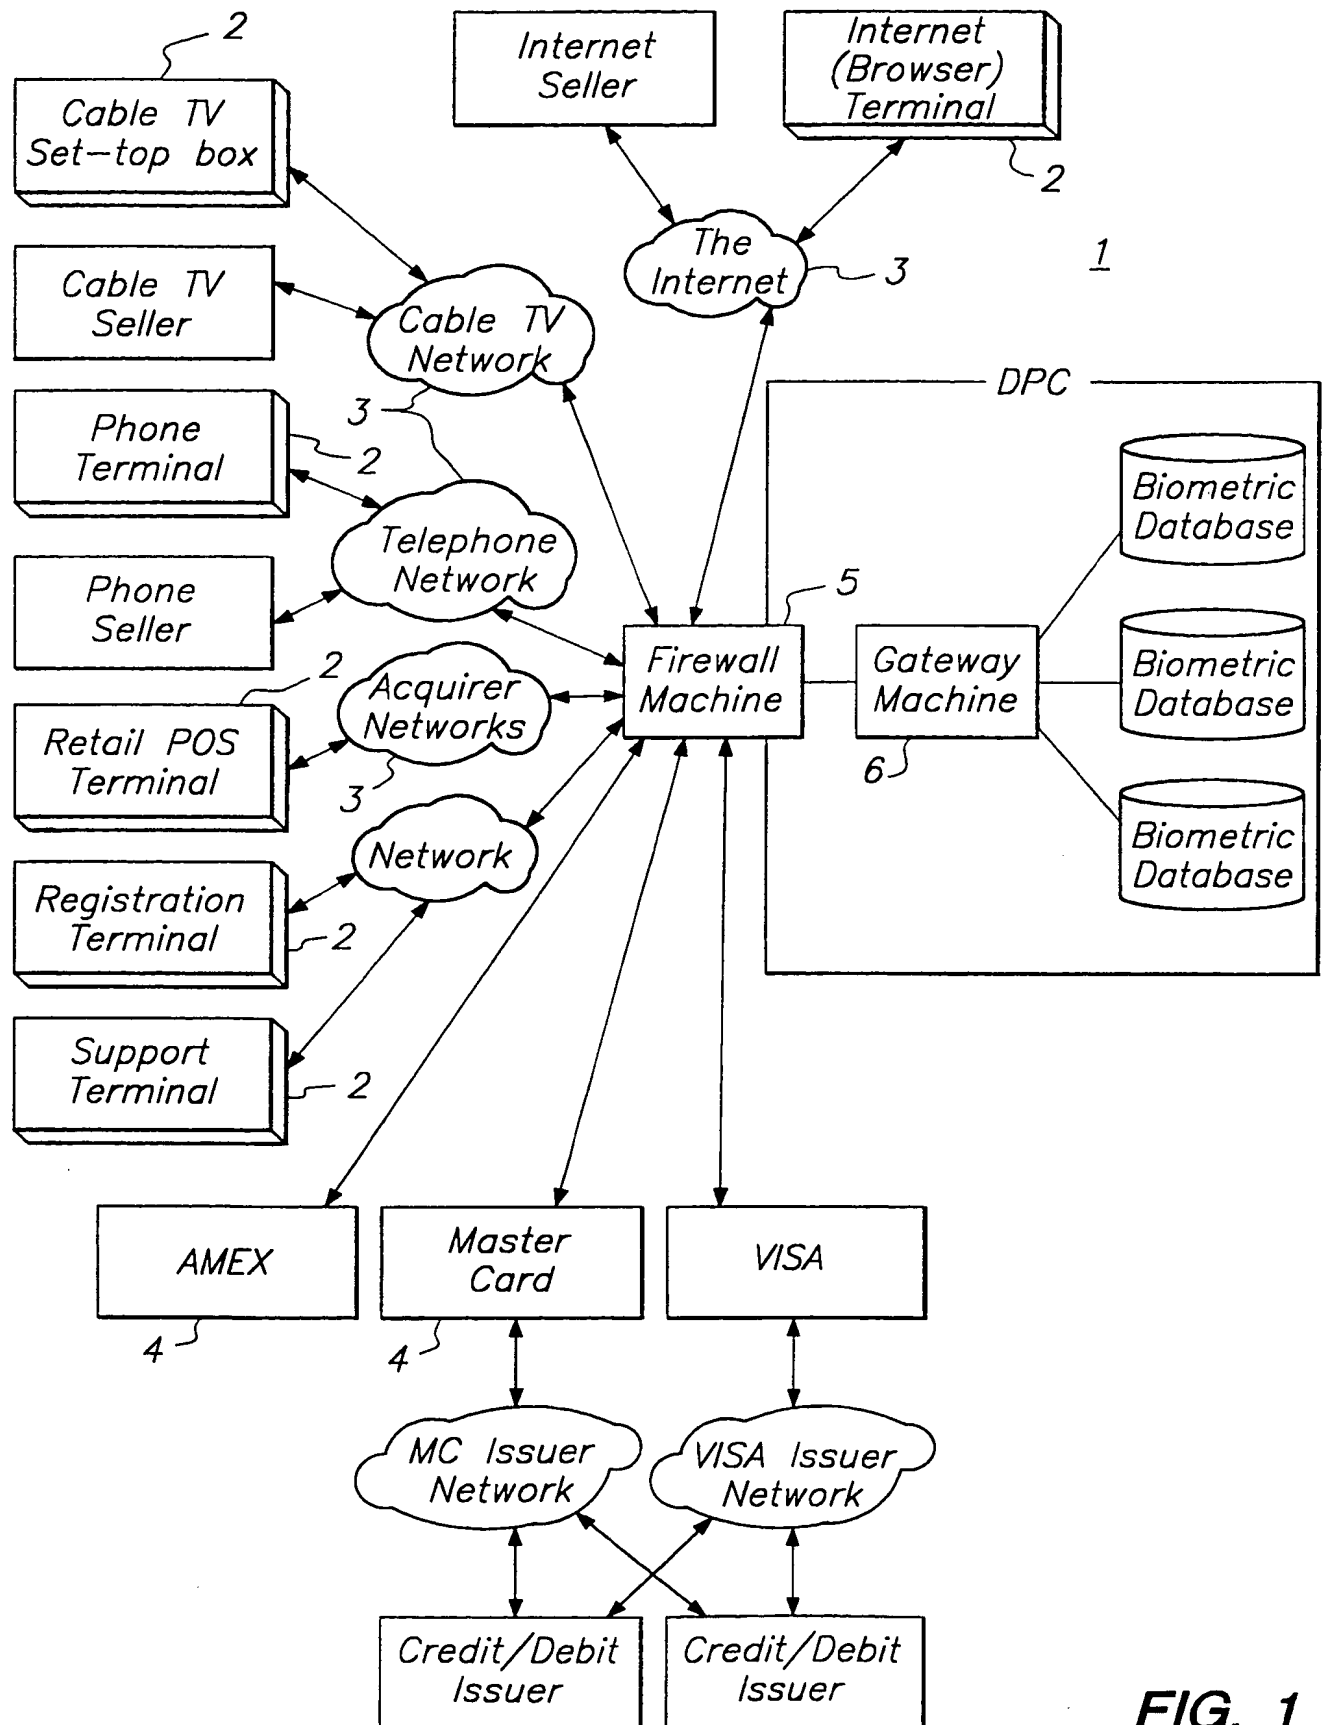 2
Cable TV
Set-top box
Internet
Seller
Internet
(Browser)
Terminal
2
The
Internet
3
1
Cable TV
Seller
Cable TV
Network
3
Phone
Terminal
2
Telephone
Network
Phone
Seller
DPC
Biometric
Database
5
Firewall
Machine
Gateway
Machine
6
Biometric
Database
Biometric
Database
2
Acquirer
Networks
3
Retail POS
Terminal
Network
Registration
Terminal
2
Support
Terminal
2
AMEX
4
Master
Card
4
VISA
MC Issuer
Network
VISA Issuer
Network
Credit/Debit
Issuer
Credit/Debit
Issuer
FIG. 1